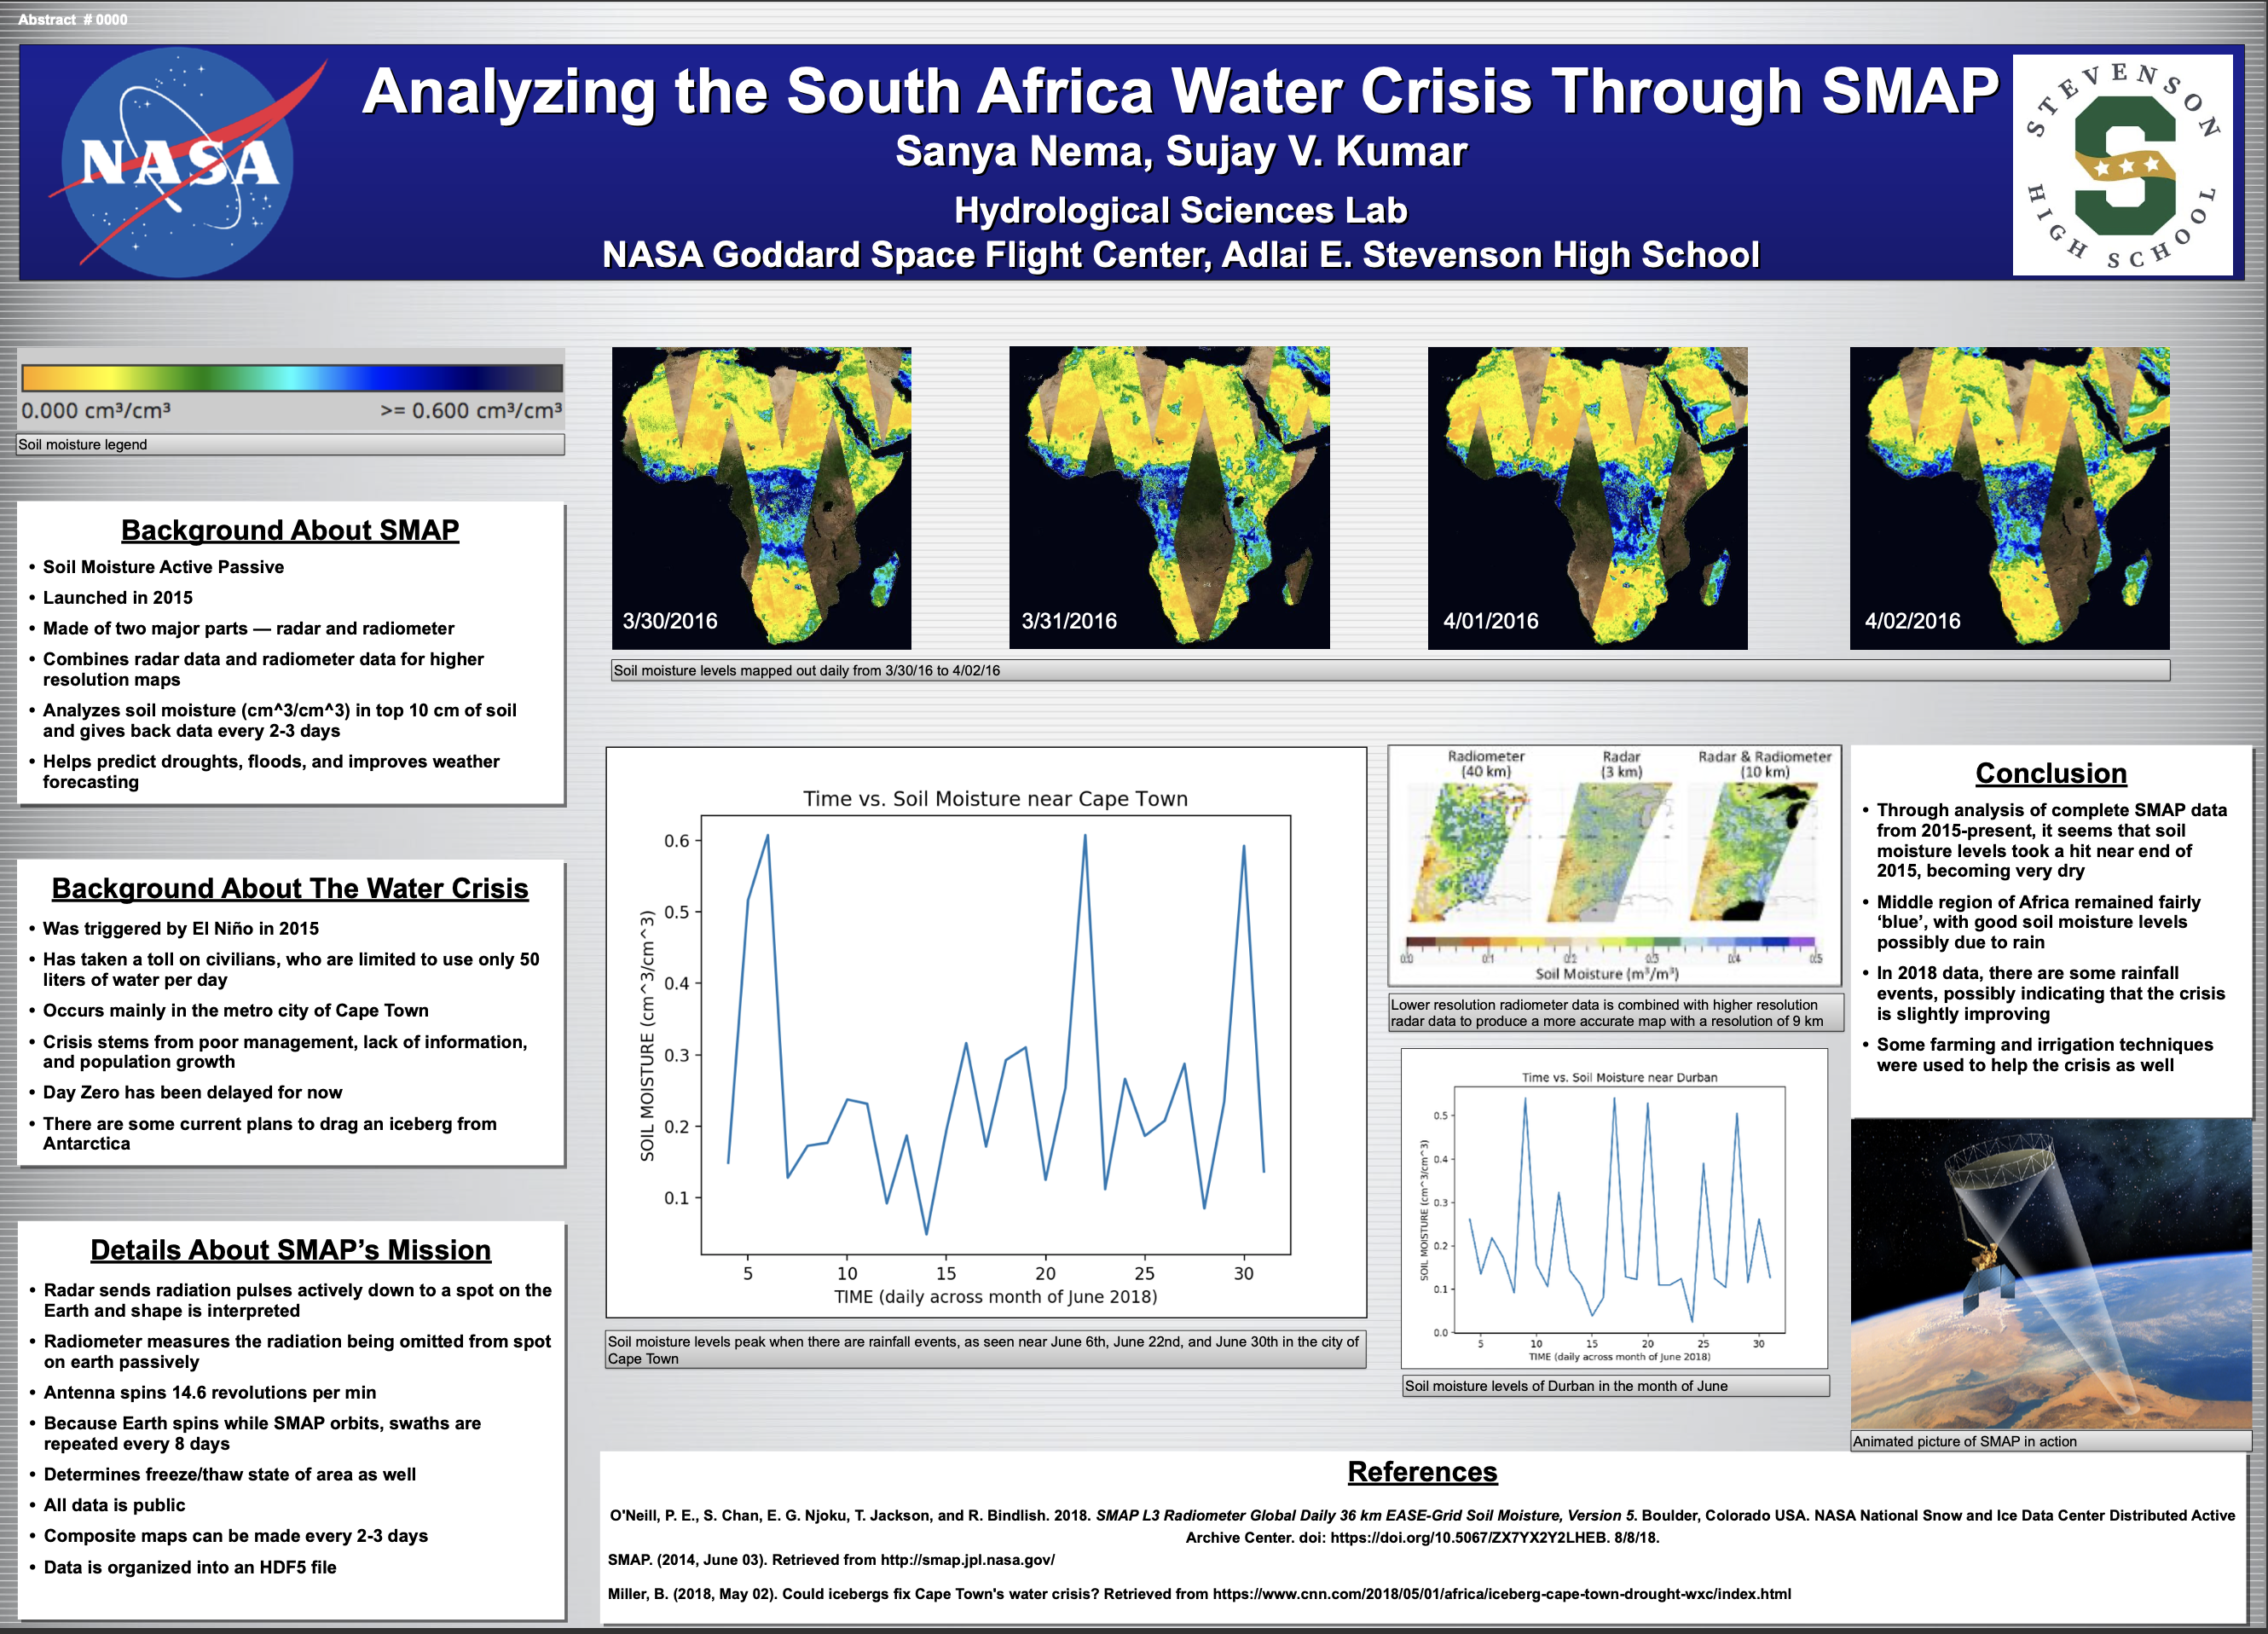 Abstract # 0000
NASA
Analyzing the South Africa Water Crisis Through SMAP
Sanya Nema, Sujay V. Kumar
Hydrological Sciences Lab
NASA Goddard Space Flight Center, Adlai E. Stevenson High School
STEVENSON
HIGH SCHOOL
0.000 cm³/cm³ >= 0.600 cm³/cm³
Soil moisture legend
Background About SMAP
• Soil Moisture Active Passive
• Launched in 2015
• Made of two major parts — radar and radiometer
• Combines radar data and radiometer data for higher
resolution maps
• Analyzes soil moisture (cm^3/cm^3) in top 10 cm of soil
and gives back data every 2-3 days
• Helps predict droughts, floods, and improves weather
forecasting
Background About The Water Crisis
• Was triggered by El Niño in 2015
• Has taken a toll on civilians, who are limited to use only 50
liters of water per day
• Occurs mainly in the metro city of Cape Town
• Crisis stems from poor management, lack of information,
and population growth
• Day Zero has been delayed for now
• There are some current plans to drag an iceberg from
Antarctica
Details About SMAP's Mission
• Radar sends radiation pulses actively down to a spot on the
Earth and shape is interpreted
• Radiometer measures the radiation being omitted from spot
on earth passively
• Antenna spins 14.6 revolutions per min
• Because Earth spins while SMAP orbits, swaths are
repeated every 8 days
• Determines freeze/thaw state of area as well
• All data is public
• Composite maps can be made every 2-3 days
• Data is organized into an HDF5 file
3/30/2016
3/31/2016
4/01/2016
4/02/2016
Soil moisture levels mapped out daily from 3/30/16 to 4/02/16
Time vs. Soil Moisture near Cape Town
SOIL MOISTURE (cm^3/cm^3)
0.6
0.5
0.4
0.3
0.2
0.1
5 10 15 20 25 30
TIME (daily across month of June 2018)
Soil moisture levels peak when there are rainfall events, as seen near June 6th, June 22nd, and June 30th in the city of
Cape Town
Radiometer Radar Radar & Radiometer
(40 km) (3 km) (10 km)
0.0 0.1 0.2 0.3 0.4 0.5
Soil Moisture (m³/m³)
Lower resolution radiometer data is combined with higher resolution
radar data to produce a more accurate map with a resolution of 9 km
Time vs. Soil Moisture near Durban
SOIL MOISTURE (cm^3/cm^3)
0.5
0.4
0.3
0.2
0.1
0.0
5 10 15 20 25 30
TIME (daily across month of June 2018)
Soil moisture levels of Durban in the month of June
Conclusion
• Through analysis of complete SMAP data
from 2015-present, it seems that soil
moisture levels took a hit near end of
2015, becoming very dry
• Middle region of Africa remained fairly
‘blue’, with good soil moisture levels
possibly due to rain
• In 2018 data, there are some rainfall
events, possibly indicating that the crisis
is slightly improving
• Some farming and irrigation techniques
were used to help the crisis as well
Animated picture of SMAP in action
References
O'Neill, P. E., S. Chan, E. G. Njoku, T. Jackson, and R. Bindlish. 2018. SMAP L3 Radiometer Global Daily 36 km EASE-Grid Soil Moisture, Version 5. Boulder, Colorado USA. NASA National Snow and Ice Data Center Distributed Active
Archive Center. doi: https://doi.org/10.5067/ZX7YX2Y2LHEB. 8/8/18.
SMAP. (2014, June 03). Retrieved from http://smap.jpl.nasa.gov/
Miller, B. (2018, May 02). Could icebergs fix Cape Town's water crisis? Retrieved from https://www.cnn.com/2018/05/01/africa/iceberg-cape-town-drought-wxc/index.html